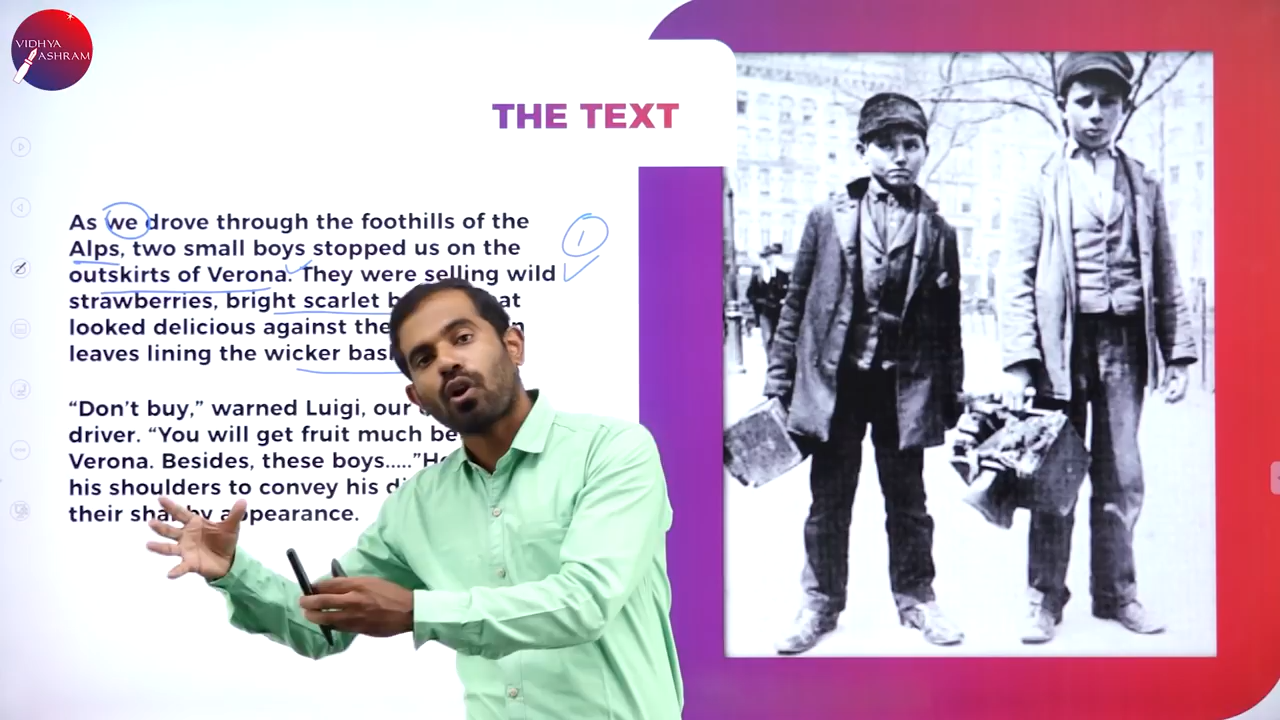 VIDHYA
ASHRAM
THE TEXT
As we drove through the foothills of the
Alps, two small boys stopped us on the
outskirts of Verona. They were selling wild
strawberries, bright scarlet
looked delicious against the
leaves lining the wicker
1
“Don’t buy,” warned Luigi, our
driver. “You will get fruit much
Verona. Besides, these boys.....”
his shoulders to convey his
their shabby appearance.